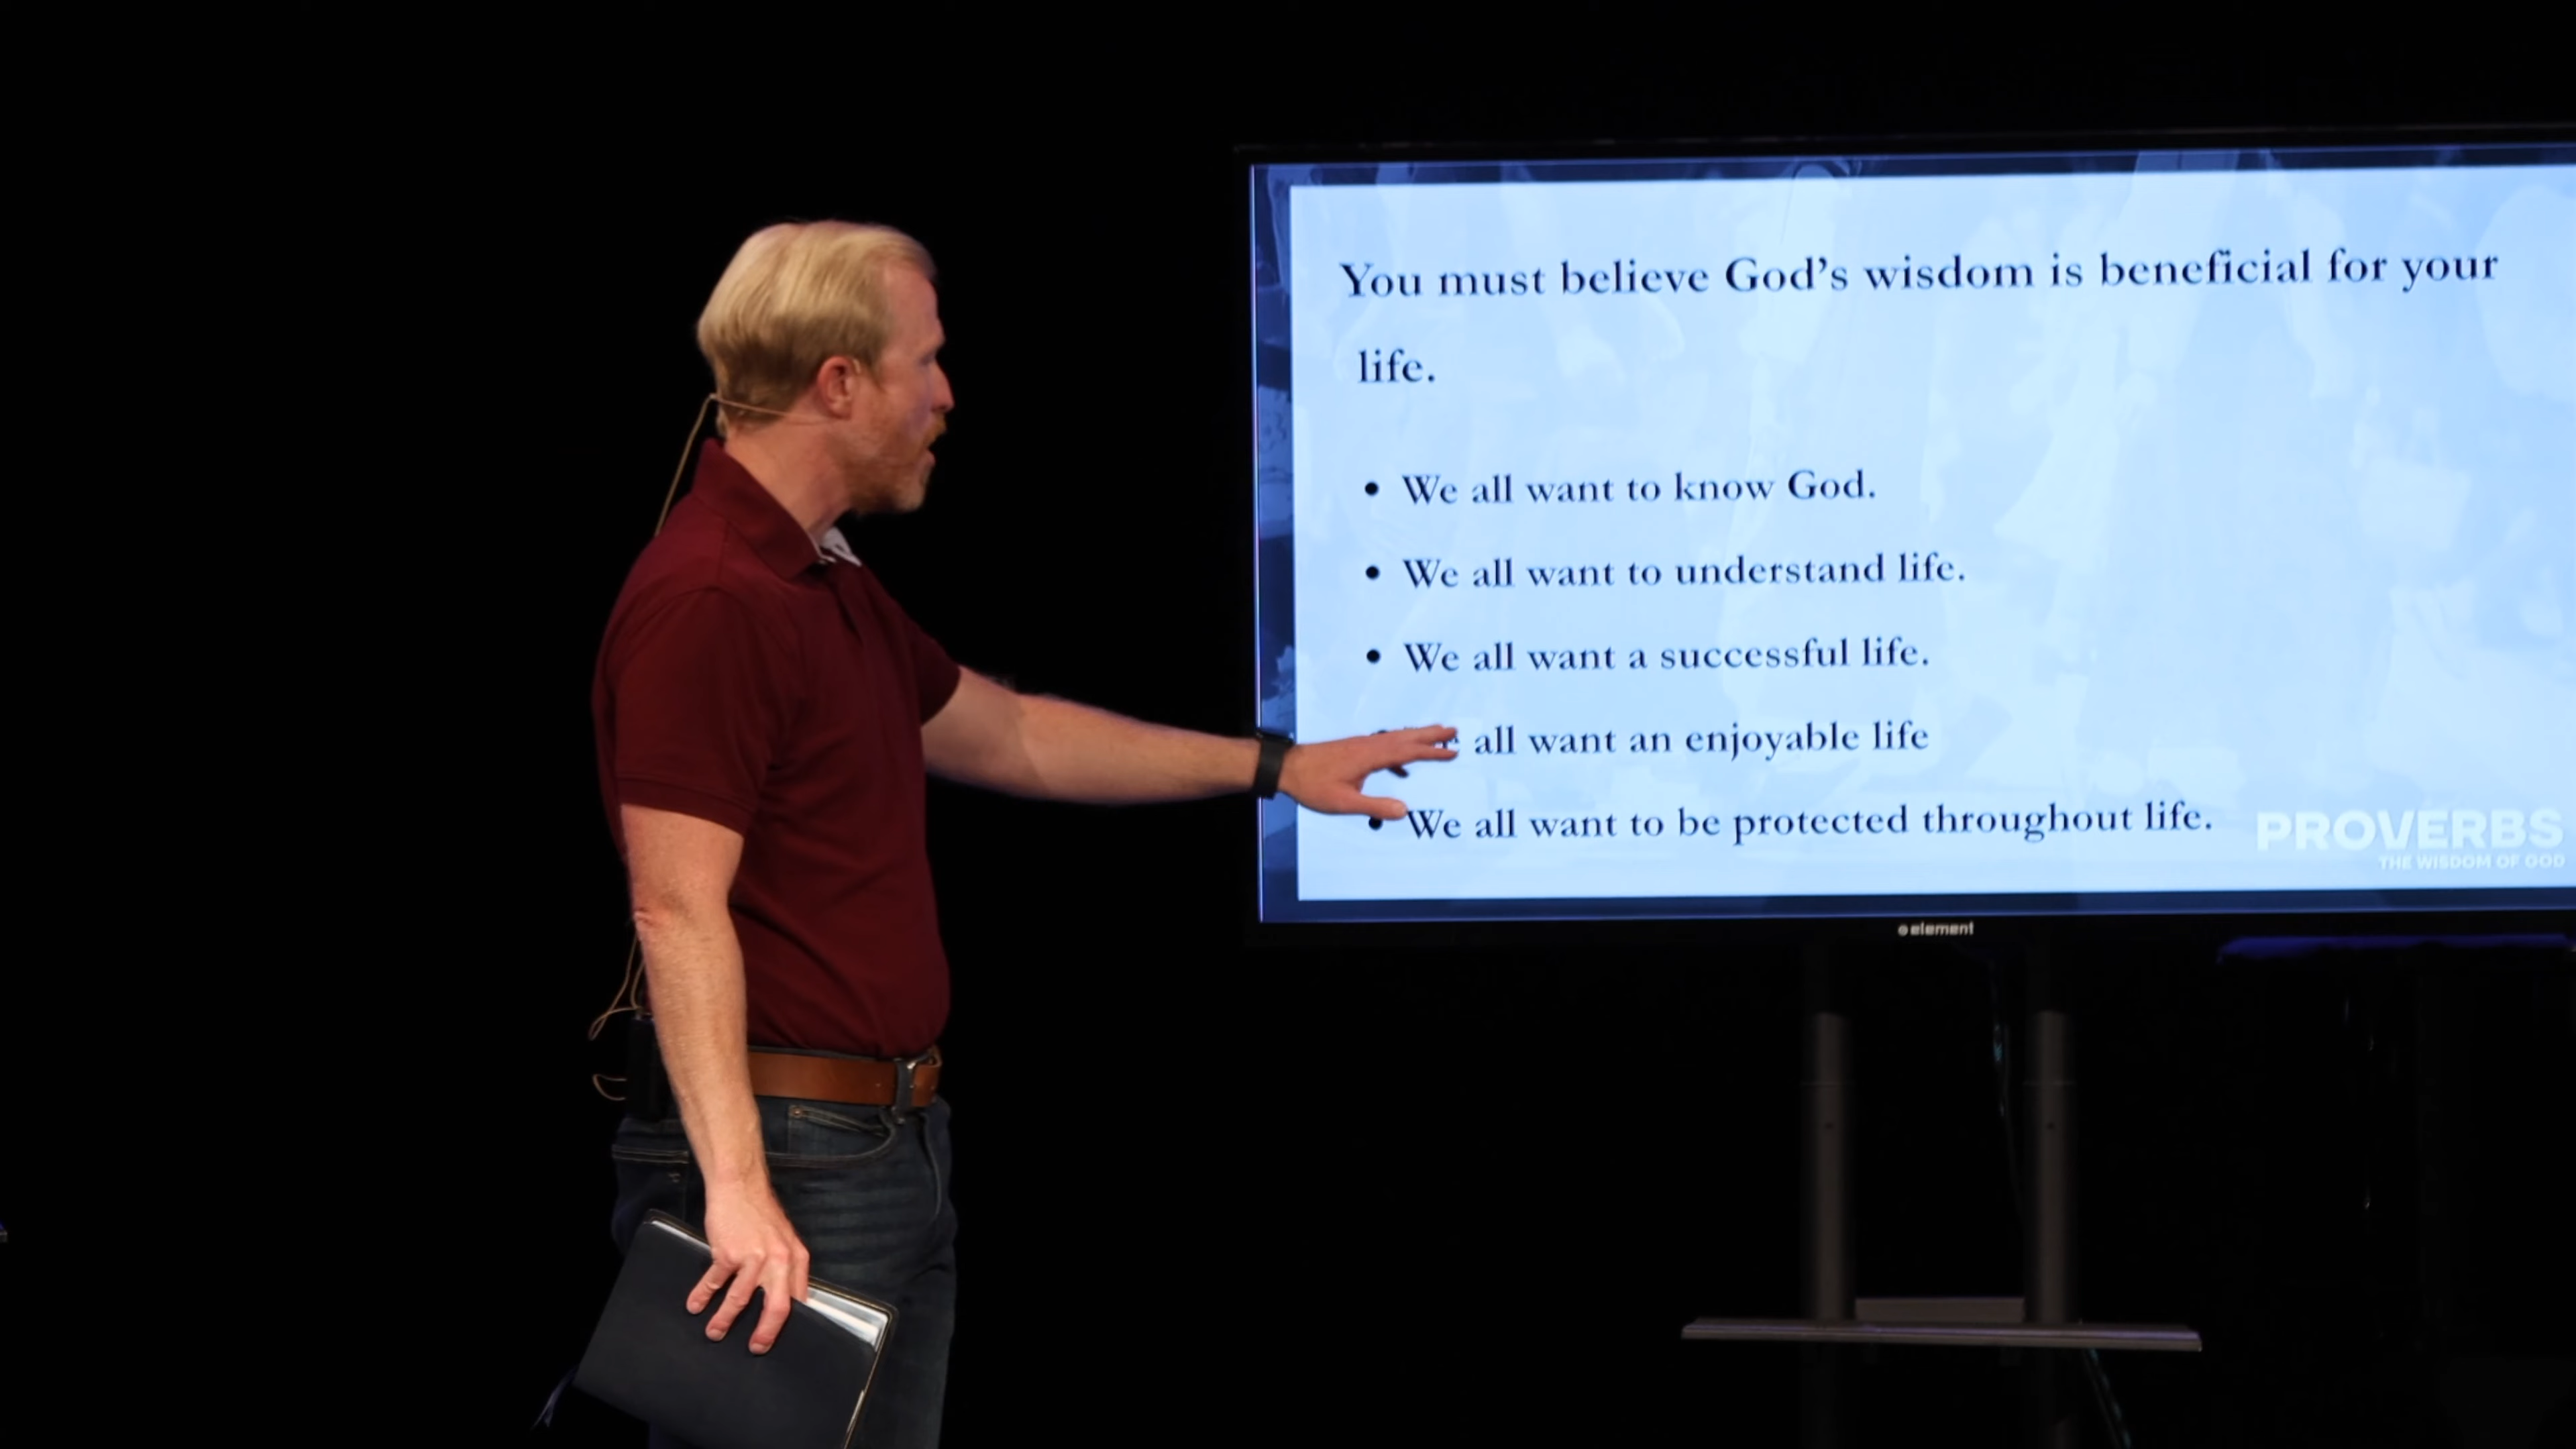 You must believe God’s wisdom is beneficial for your
life.
• We all want to know God.
• We all want to understand life.
• We all want a successful life.
all want an enjoyable life
• We all want to be protected throughout life.
PROVERBS
THE WISDOM OF GOD
element